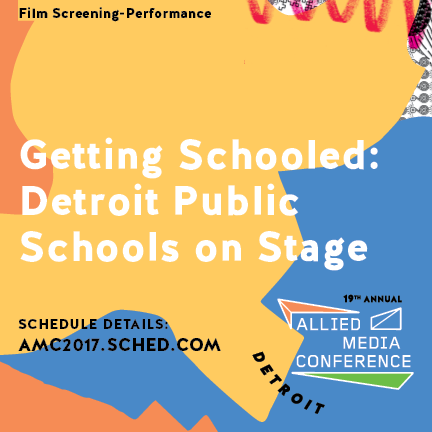 Film Screening-Performance
Getting Schooled:
Detroit Public
Schools on Stage
SCHEDULE DETAILS:
AMC2017.SCHED.COM
19TH ANNUAL
ALLIED
MEDIA
CONFERENCE
DETROIT